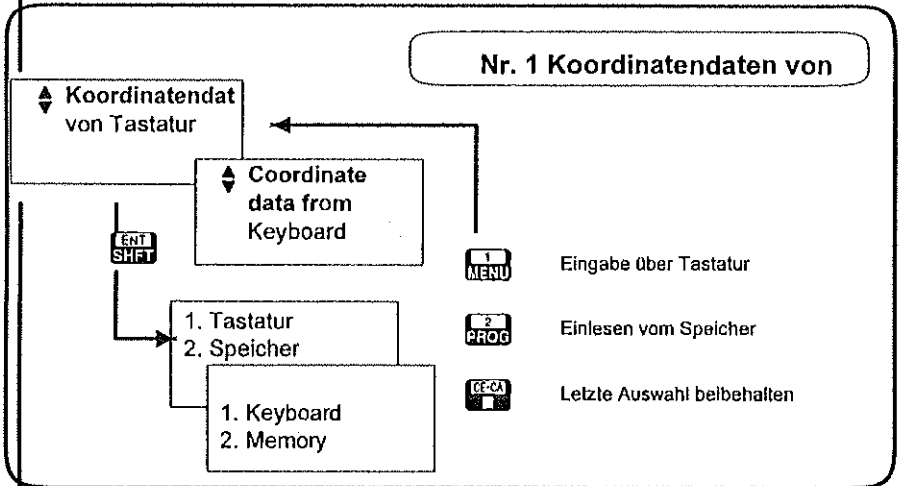 Nr. 1 Koordinatendaten von
Koordinatendat
von Tastatur
Coordinate
data from
Keyboard
ENT
SHFT
1
MENU
Eingabe über Tastatur
1. Tastatur
2. Speicher
2
PROG
Einlesen vom Speicher
CE-CA
Letzte Auswahl beibehalten
1. Keyboard
2. Memory